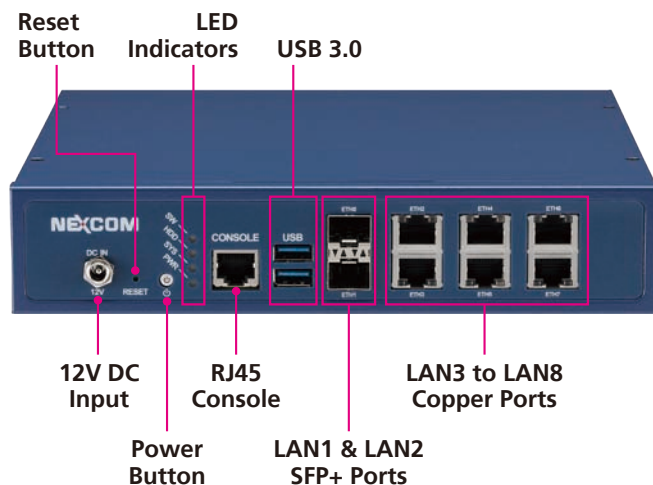 Reset
Button
LED
Indicators
USB 3.0
NEXCOM
SW
HDD
SYS
PWR
CONSOLE
USB
ETH0
ETH1
ETH2
ETH4
ETH6
ETH3
ETH5
ETH7
DC IN
12V
RESET
12V DC
Input
RJ45
Console
LAN3 to LAN8
Copper Ports
Power
Button
LAN1 & LAN2
SFP+ Ports